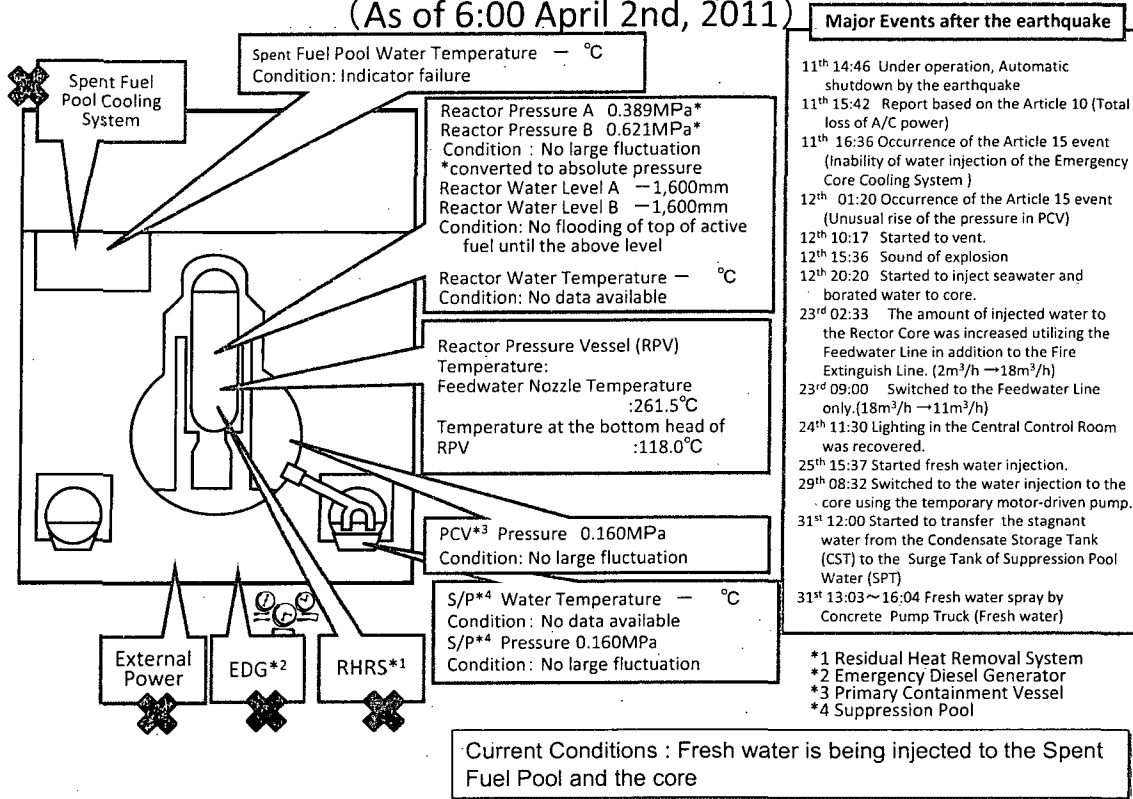 (As of 6:00 April 2nd, 2011)
Spent Fuel Pool Cooling System
Spent Fuel Pool Water Temperature － ℃
Condition: Indicator failure
Reactor Pressure A 0.389MPa*
Reactor Pressure B 0.621MPa*
Condition : No large fluctuation
*converted to absolute pressure
Reactor Water Level A －1,600mm
Reactor Water Level B －1,600mm
Condition: No flooding of top of active
fuel until the above level
Reactor Water Temperature － ℃
Condition: No data available
Reactor Pressure Vessel (RPV)
Temperature:
Feedwater Nozzle Temperature
:261.5℃
Temperature at the bottom head of
RPV :118.0℃
PCV*3 Pressure 0.160MPa
Condition: No large fluctuation
S/P*4 Water Temperature － ℃
Condition: No data available
S/P*4 Pressure 0.160MPa
Condition: No large fluctuation
External
Power
EDG*2
RHRS*1
Major Events after the earthquake
11th 14:46 Under operation, Automatic
shutdown by the earthquake
11th 15:42 Report based on the Article 10 (Total
loss of A/C power)
11th 16:36 Occurrence of the Article 15 event
(Inability of water injection of the Emergency
Core Cooling System )
12th 01:20 Occurrence of the Article 15 event
(Unusual rise of the pressure in PCV)
12th 10:17 Started to vent.
12th 15:36 Sound of explosion
12th 20:20 Started to inject seawater and
borated water to core.
23rd 02:33 The amount of injected water to
the Rector Core was increased utilizing the
Feedwater Line in addition to the Fire
Extinguish Line. (2m³/h →18m³/h)
23rd 09:00 Switched to the Feedwater Line
only.(18m³/h →11m³/h)
24th 11:30 Lighting in the Central Control Room
was recovered.
25th 15:37 Started fresh water injection.
29th 08:32 Switched to the water injection to the
core using the temporary motor-driven pump.
31st 12:00 Started to transfer the stagnant
water from the Condensate Storage Tank
(CST) to the Surge Tank of Suppression Pool
Water (SPT)
31st 13:03～16:04 Fresh water spray by
Concrete Pump Truck (Fresh water)
*1 Residual Heat Removal System
*2 Emergency Diesel Generator
*3 Primary Containment Vessel
*4 Suppression Pool
Current Conditions : Fresh water is being injected to the Spent
Fuel Pool and the core